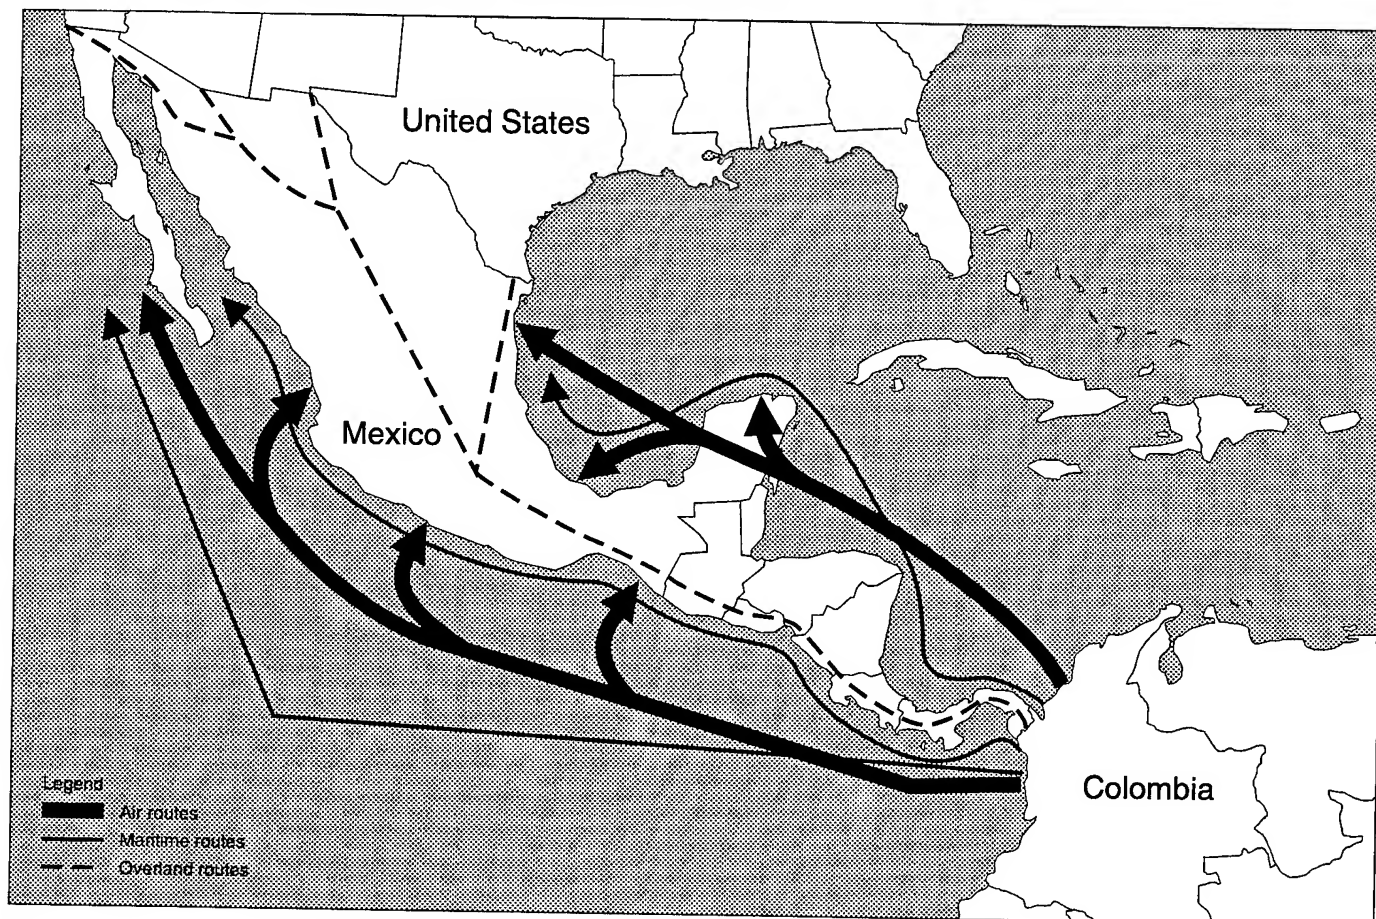 United States
Mexico
Colombia
Legend
Air routes
Maritime routes
Overland routes